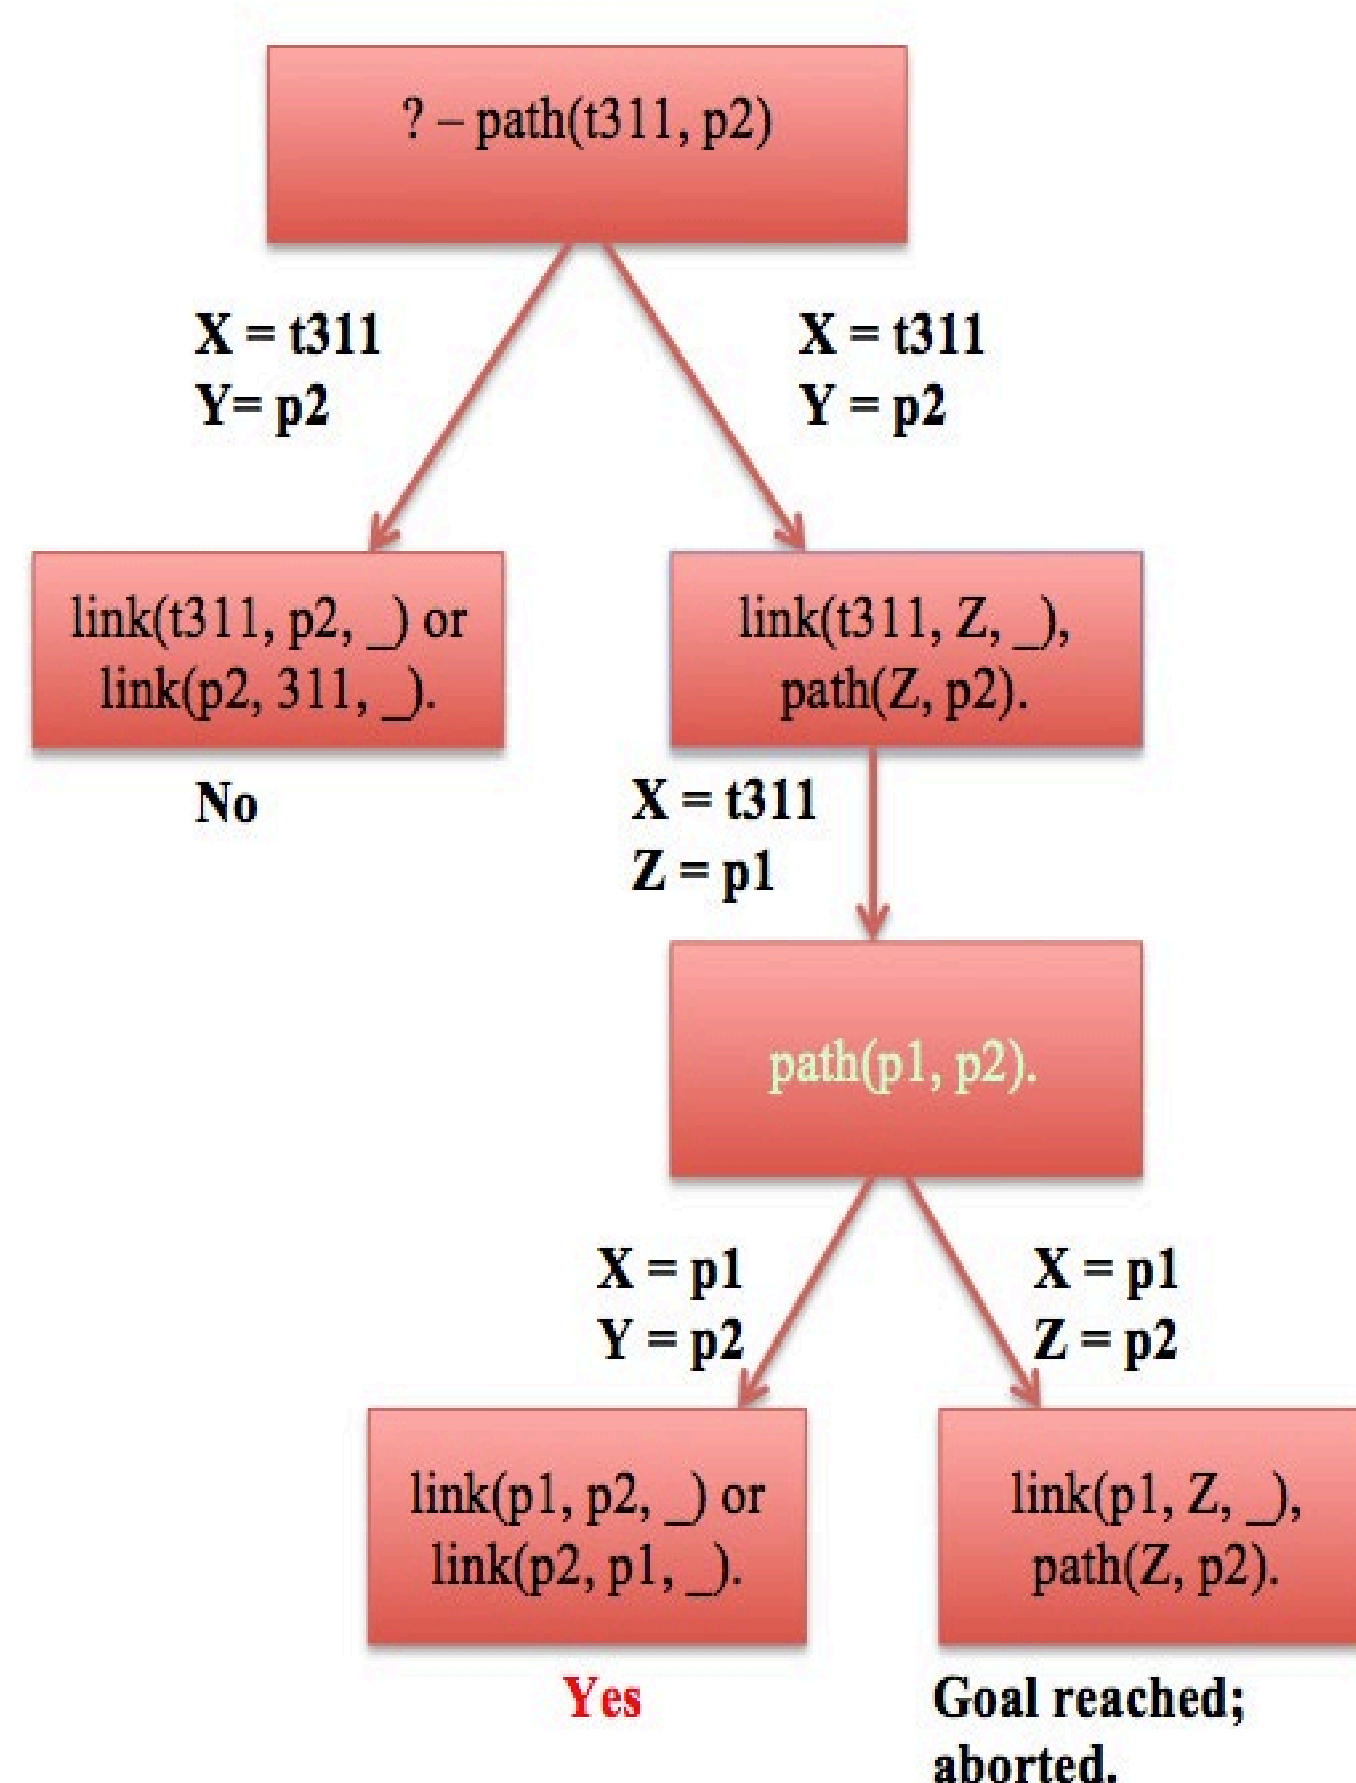 ? – path(t311, p2)
X = t311
Y= p2
X = t311
Y = p2
link(t311, p2, _) or
link(p2, 311, _).
No
link(t311, Z, _),
path(Z, p2).
X = t311
Z = p1
path(p1, p2).
X = p1
Y = p2
X = p1
Z = p2
link(p1, p2, _) or
link(p2, p1, _).
Yes
link(p1, Z, _),
path(Z, p2).
Goal reached;
aborted.